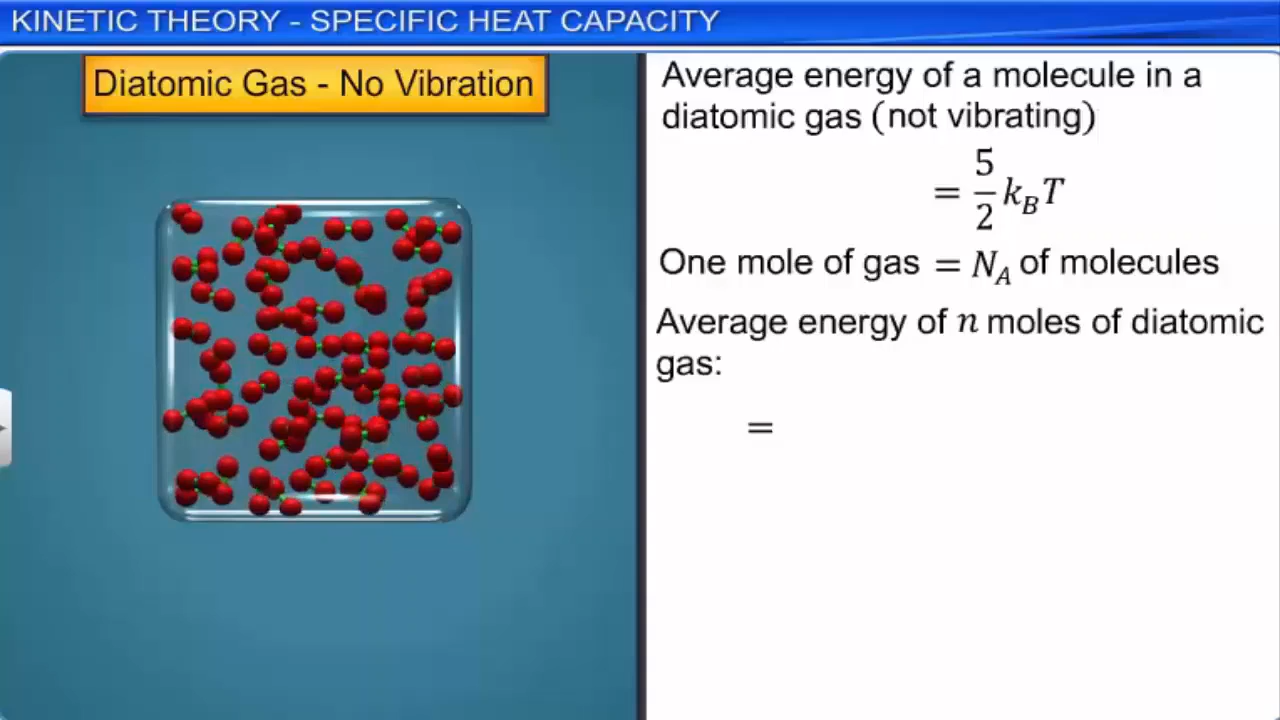 KINETIC THEORY - SPECIFIC HEAT CAPACITY
Diatomic Gas - No Vibration
Average energy of a molecule in a
diatomic gas (not vibrating)
= 5/2 k_B T
One mole of gas = N_A of molecules
Average energy of n moles of diatomic
gas:
=